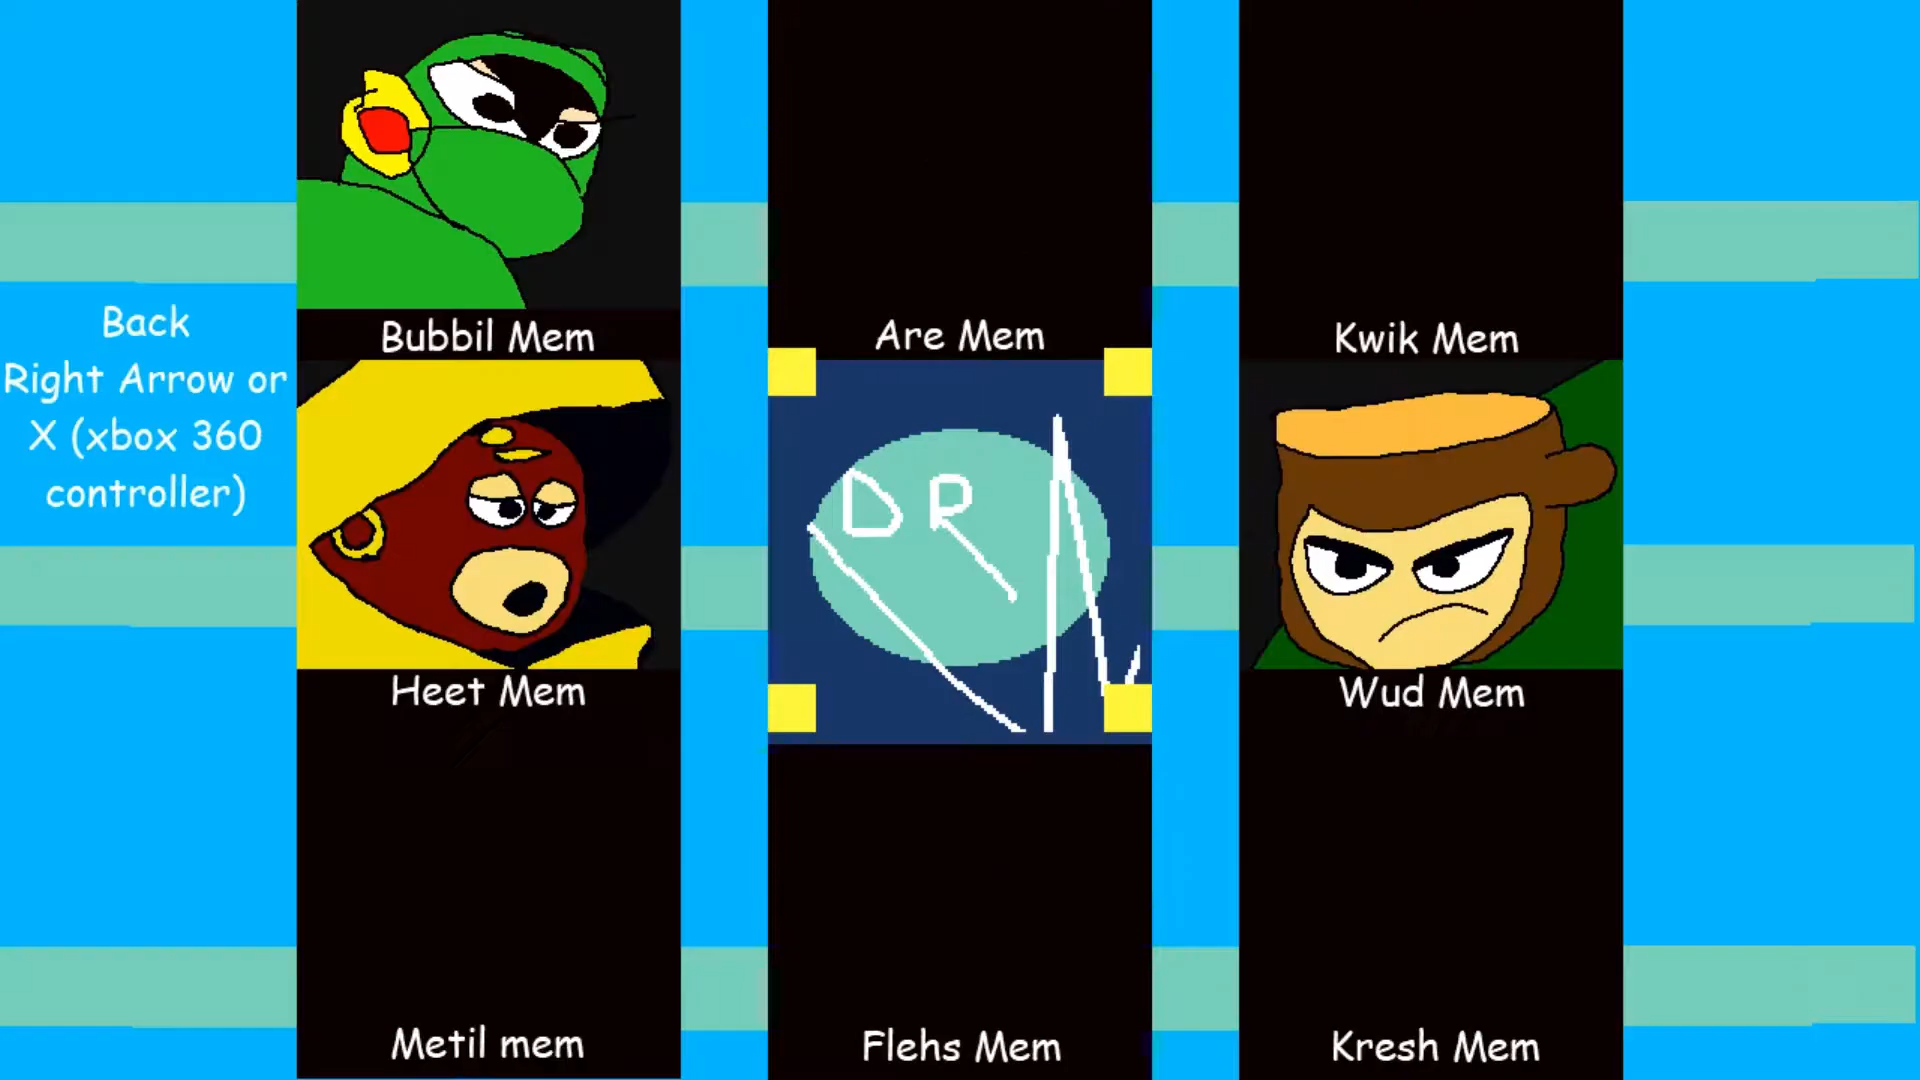 Bubbil Mem
Are Mem
Kwik Mem
Back
Right Arrow or
X (xbox 360
controller)
DR
W
Heet Mem
Wud Mem
Metil mem
Flehs Mem
Kresh Mem